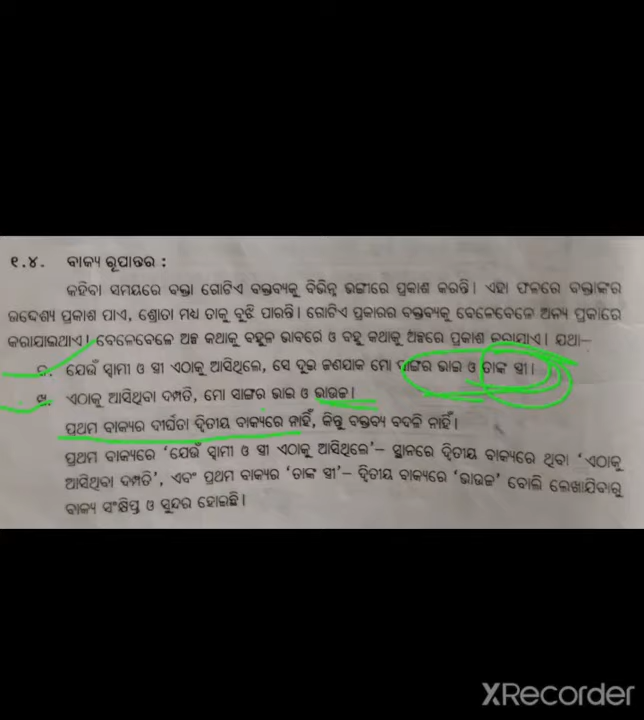 ୧.୪. ବାକ୍ୟ ରୂପାନ୍ତର :
କହିବା ସମୟରେ ବକ୍ତା ଗୋଟିଏ ବକ୍ତବ୍ୟକୁ ବିଭିନ୍ନ ଭଙ୍ଗୀରେ ପ୍ରକାଶ କରନ୍ତି। ଏହା ଫଳରେ ବକ୍ତାଙ୍କର
ଉଦ୍ଦେଶ୍ୟ ପ୍ରକାଶ ପାଏ, ଶ୍ରୋତା ମଧ୍ୟ ତାକୁ ବୁଝି ପାରନ୍ତି। ଗୋଟିଏ ପ୍ରକାରର ବକ୍ତବ୍ୟକୁ ବେଳେବେଳେ ଅନ୍ୟ ପ୍ରକାରେ
କରାଯାଇଥାଏ। ବେଳେବେଳେ ଅଳ୍ପ କଥାକୁ ବହୁଳ ଭାବରେ ଓ ବହୁ କଥାକୁ ଅଳ୍ପରେ ପ୍ରକାଶ କରାଯାଏ। ଯଥା–
କ. ଯେଉଁ ସ୍ୱାମୀ ଓ ସ୍ତ୍ରୀ ଏଠାକୁ ଆସିଥିଲେ, ସେ ଦୁଇ ଜଣଯାକ ମୋ ସାଙ୍ଗର ଭାଇ ଓ ତାଙ୍କ ସ୍ତ୍ରୀ।
ଖ. ଏଠାକୁ ଆସିଥିବା ଦମ୍ପତି, ମୋ ସାଙ୍ଗର ଭାଇ ଓ ଭାଉଜ।
ପ୍ରଥମ ବାକ୍ୟର ଦୀର୍ଘତା ଦ୍ୱିତୀୟ ବାକ୍ୟରେ ନାହିଁ, କିନ୍ତୁ ବକ୍ତବ୍ୟ ବଦଳି ନାହିଁ।
ପ୍ରଥମ ବାକ୍ୟରେ ‘ଯେଉଁ ସ୍ୱାମୀ ଓ ସ୍ତ୍ରୀ ଏଠାକୁ ଆସିଥିଲେ’– ସ୍ଥାନରେ ଦ୍ୱିତୀୟ ବାକ୍ୟରେ ଥିବା ‘ଏଠାକୁ
ଆସିଥିବା ଦମ୍ପତି’, ଏବଂ ପ୍ରଥମ ବାକ୍ୟର ‘ତାଙ୍କ ସ୍ତ୍ରୀ’– ଦ୍ୱିତୀୟ ବାକ୍ୟରେ ‘ଭାଉଜ’ ବୋଲି ଲେଖାଯିବାରୁ
ବାକ୍ୟ ସଂକ୍ଷିପ୍ତ ଓ ସୁନ୍ଦର ହୋଇଛି।
XRecorder